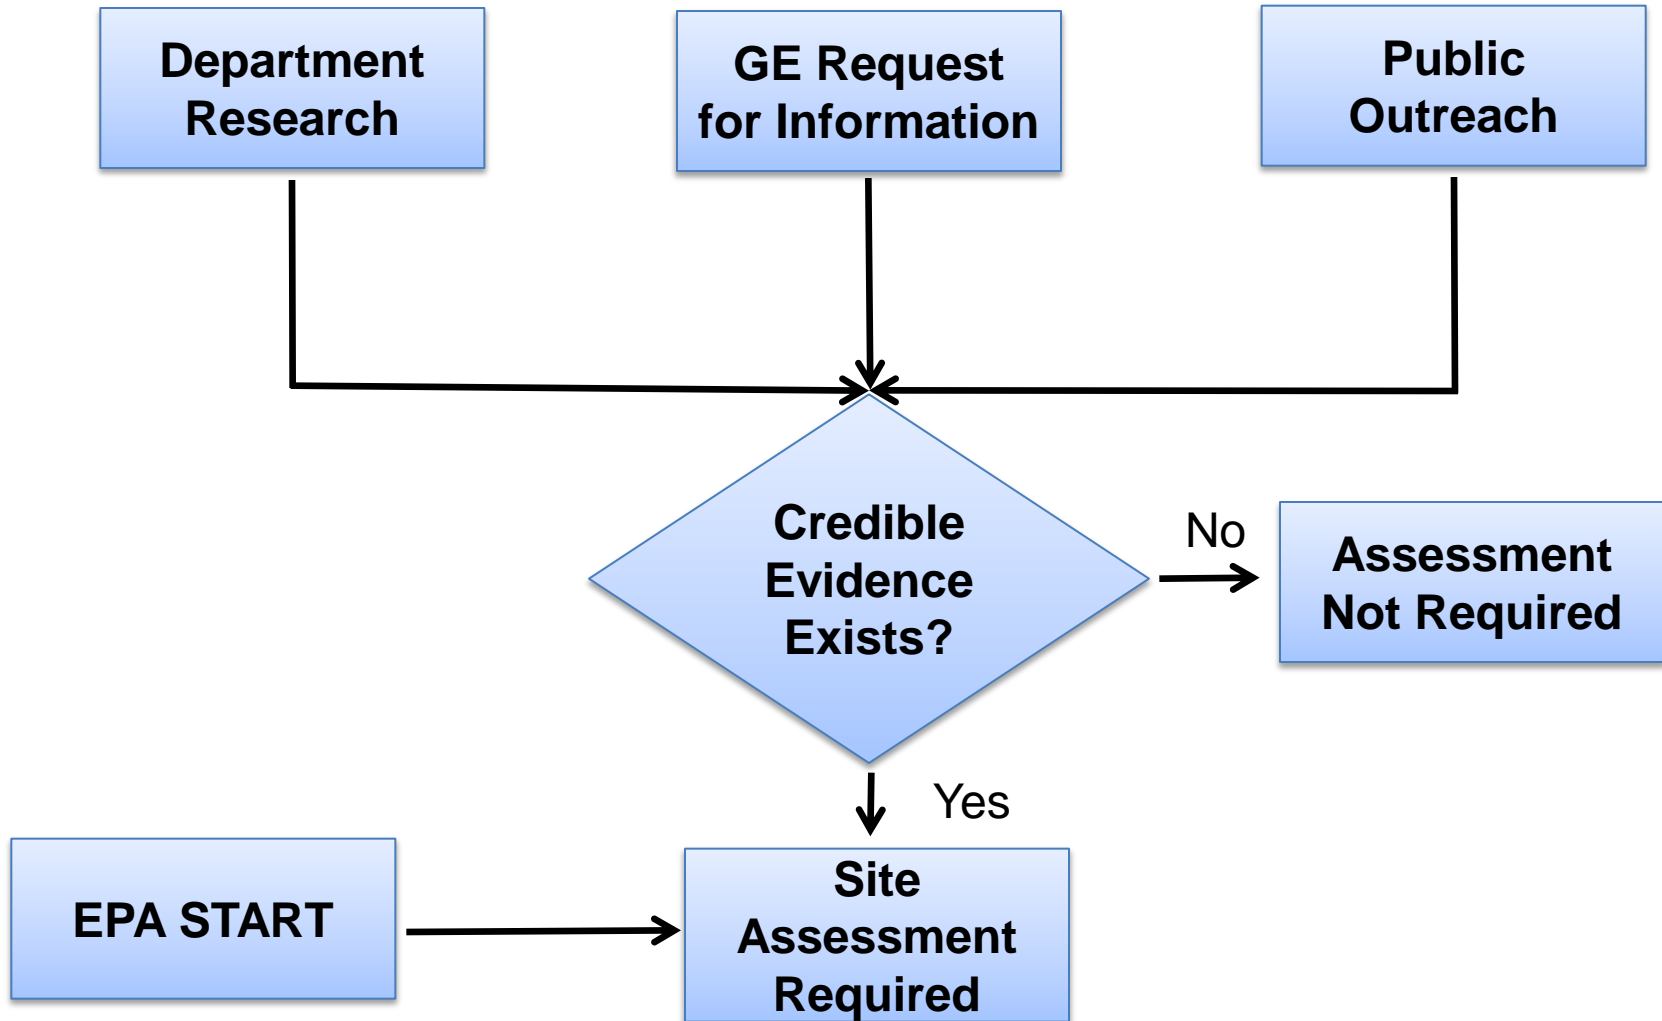 Department
Research
GE Request
for Information
Public
Outreach
Credible
Evidence
Exists?
No
Assessment
Not Required
Yes
EPA START
Site
Assessment
Required